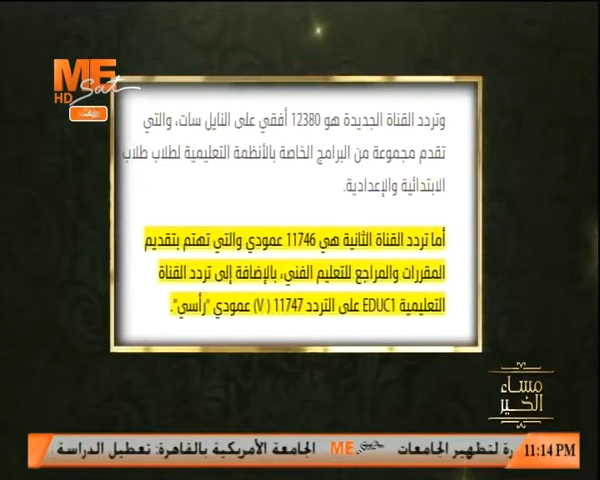 ME
Sat
HD
وتردد القناة الجديدة هو 12380 أفقي على النايل سات، والتي
تقدم مجموعة من البرامج الخاصة بالأنظمة التعليمية لطلاب طلاب
الابتدائية والإعدادية.
أما تردد القناة الثانية هي 11746 عمودي والتي تهتم بتقديم
المقررات والمراجع للتعليم الفني، بالإضافة إلى تردد القناة
التعليمية EDUC1 على التردد 11747 ( V) عمودي "رأسي".
مساء
الخير
رة لتطهير الجامعات ME Sat الجامعة الأمريكية بالقاهرة: تعطيل الدراسة
11:14 PM